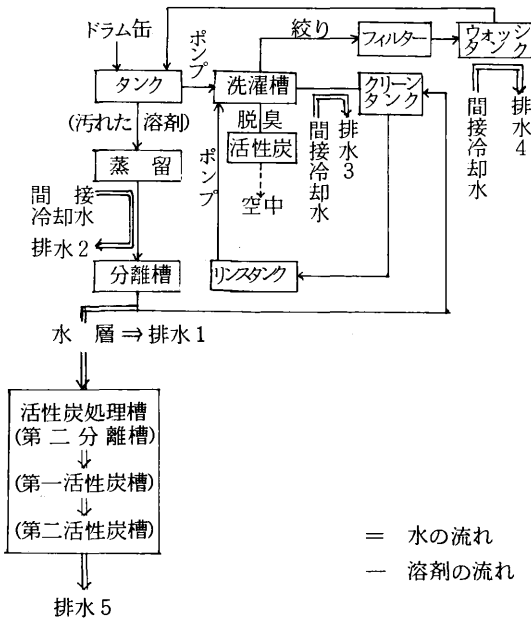 ドラム缶
ポンプ
絞り
フィルター
ウォッシ
タンク
タンク
洗濯槽
クリーン
タンク
(汚れた 溶剤)
脱 臭
活性炭
空中
間接冷却水
排水3
間接冷却水
排水4
蒸 留
ポンプ
間 接
冷却水
排水2
分離槽
リンスタンク
水 層 ⇒ 排水1
活性炭処理槽
(第二分離槽)
⇓
(第一活性炭槽)
⇓
(第二活性炭槽)
排水5
= 水の流れ
− 溶剤の流れ